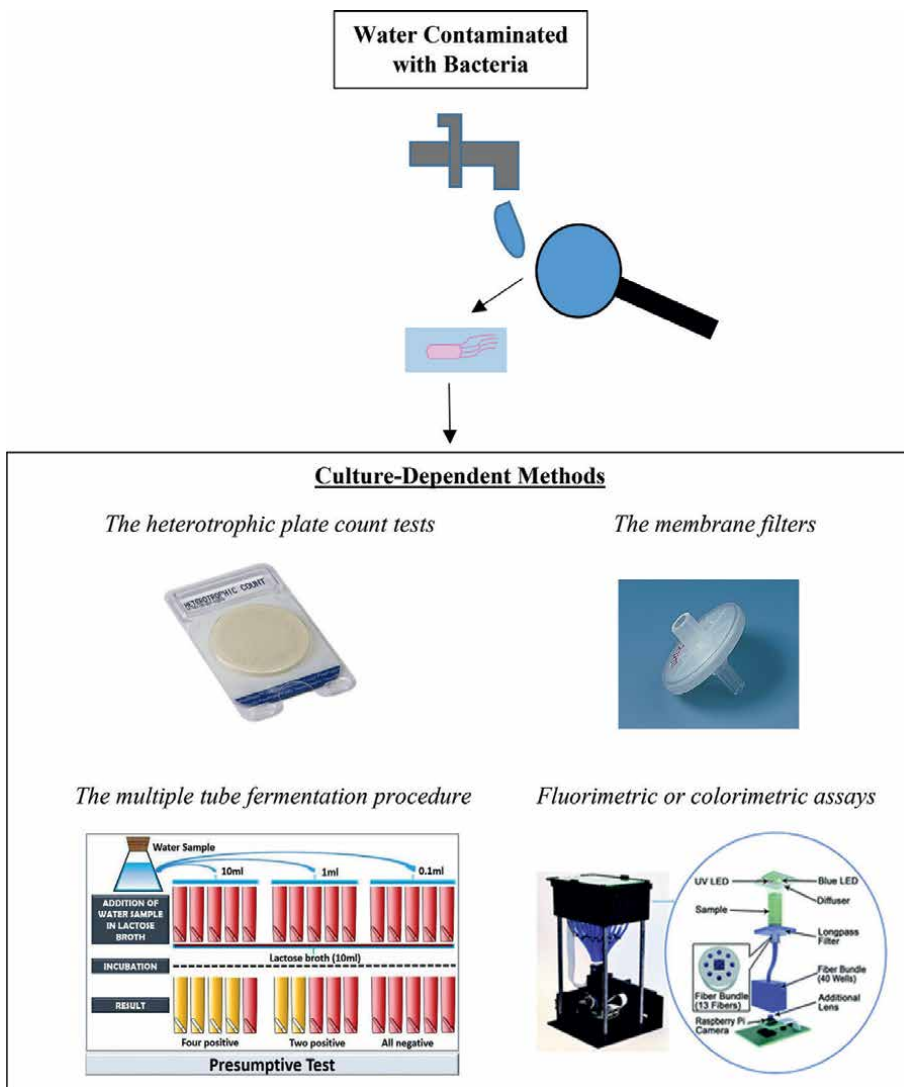 Water Contaminated
with Bacteria
Culture-Dependent Methods
The heterotrophic plate count tests
HETEROTROPHIC COUNT
The membrane filters
The multiple tube fermentation procedure
Water Sample
10ml
1ml
0.1ml
ADDITION OF
WATER SAMPLE
IN LACTOSE
BROTH
Lactose broth (10ml)
INCUBATION
RESULT
Four positive
Two positive
All negative
Presumptive Test
Fluorimetric or colorimetric assays
UV LED
Blue LED
Diffuser
Sample
Longpass
Filter
Fiber Bundle
(40 Wells)
Fiber Bundle
(13 Fibers)
Additional
Lens
Raspberry Pi
Camera